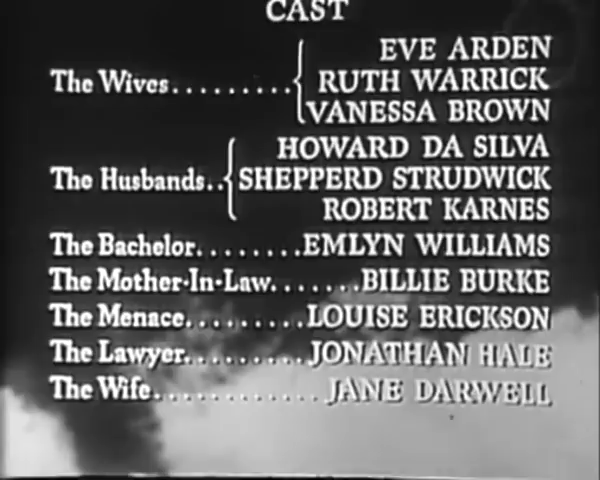 CAST
The Wives......... { EVE ARDEN
RUTH WARRICK
VANESSA BROWN
The Husbands.. { HOWARD DA SILVA
SHEPPERD STRUDWICK
ROBERT KARNES
The Bachelor........EMLYN WILLIAMS
The Mother-In-Law.......BILLIE BURKE
The Menace.........LOUISE ERICKSON
The Lawyer.........JONATHAN HALE
The Wife............JANE DARWELL